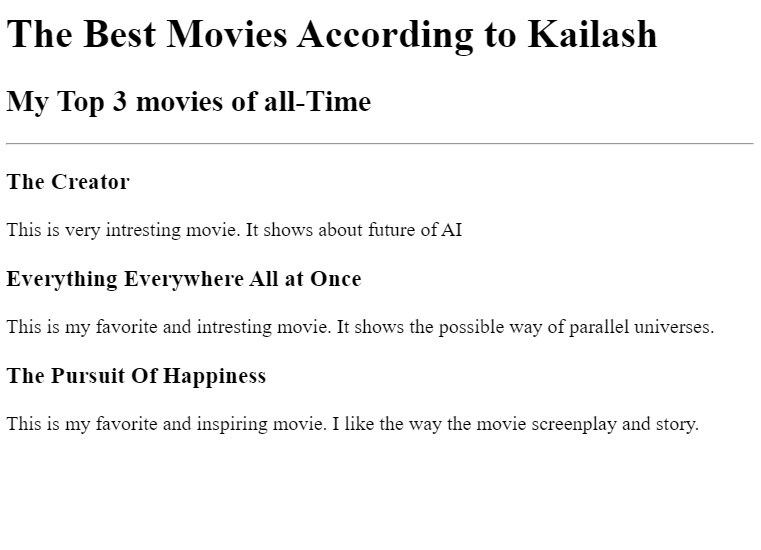 The Best Movies According to Kailash
My Top 3 movies of all-Time
The Creator
This is very intresting movie. It shows about future of AI
Everything Everywhere All at Once
This is my favorite and intresting movie. It shows the possible way of parallel universes.
The Pursuit Of Happiness
This is my favorite and inspiring movie. I like the way the movie screenplay and story.